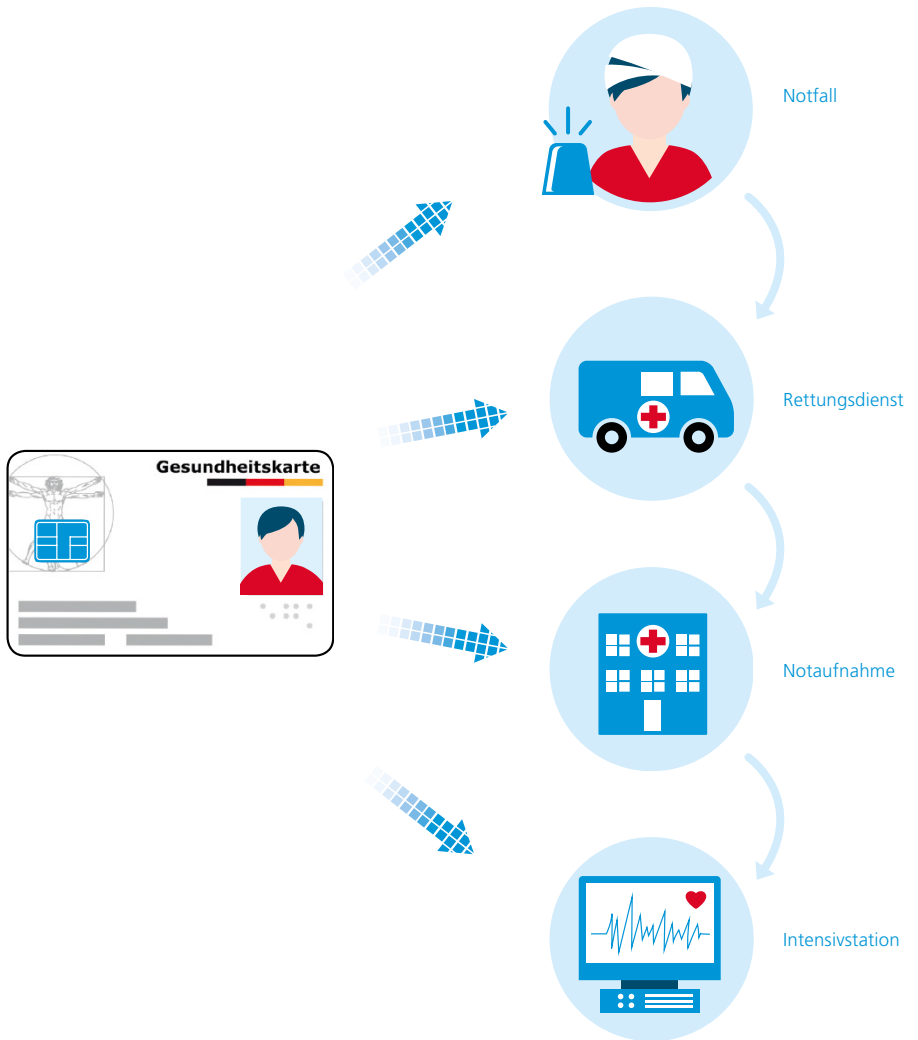 Notfall
Rettungsdienst
Gesundheitskarte
Notaufnahme
Intensivstation